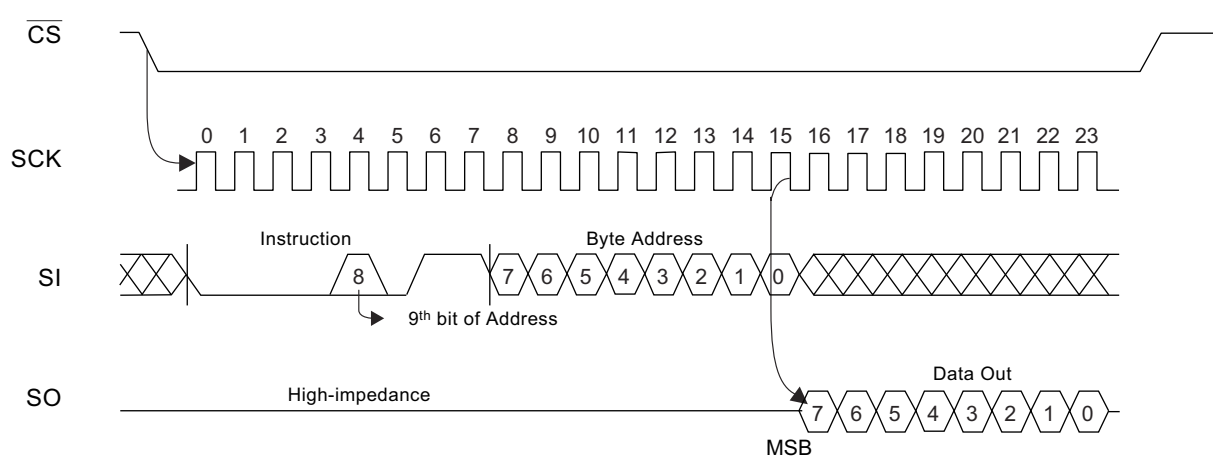 CS
0 1 2 3 4 5 6 7 8 9 10 11 12 13 14 15 16 17 18 19 20 21 22 23
SCK
Instruction Byte Address
SI 8 7 6 5 4 3 2 1 0
9th bit of Address
Data Out
High-impedance
SO 7 6 5 4 3 2 1 0
MSB